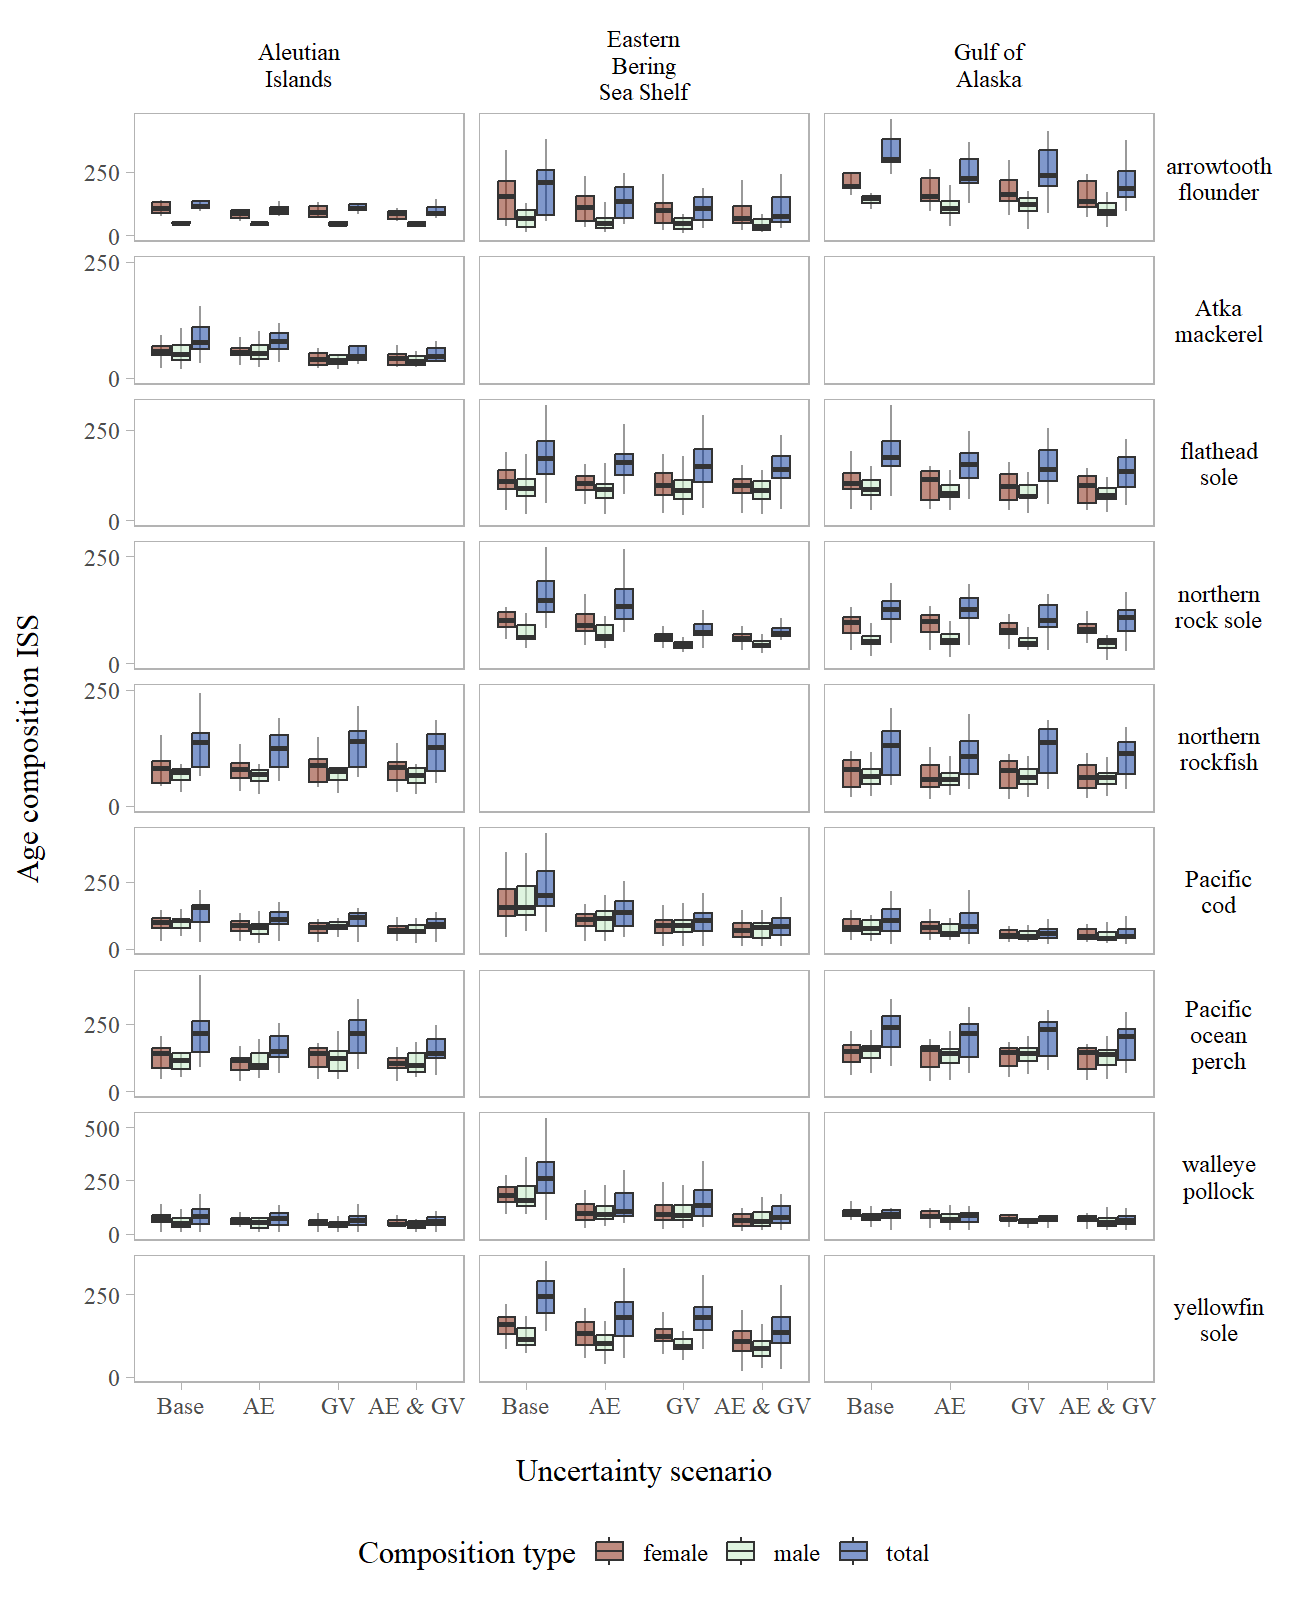 Aleutian
Islands
Eastern
Bering
Sea Shelf
Gulf of
Alaska
250
0
arrowtooth
flounder
250
0
Atka
mackerel
250
0
flathead
sole
250
0
northern
rock sole
250
0
northern
rockfish
250
0
Pacific
cod
250
0
Pacific
ocean
perch
500
250
0
walleye
pollock
250
0
yellowfin
sole
Age composition ISS
Base AE GV AE & GV Base AE GV AE & GV Base AE GV AE & GV
Uncertainty scenario
Composition type female male total